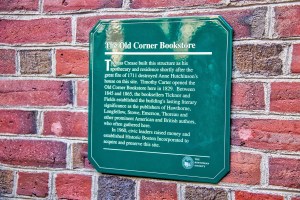 The Old Corner Bookstore
Thomas Crease built this structure as his
apothecary and residence shortly after the
great fire of 1711 destroyed Anne Hutchinson's
house on this site. Timothy Carter opened the
Old Corner Bookstore here in 1829. Between
1845 and 1865, the booksellers Ticknor and
Fields established the building's lasting literary
significance as the publishers of Hawthorne,
Longfellow, Stowe, Emerson, Thoreau and
other prominent American and British authors,
who often gathered here.
In 1960, civic leaders raised money and
established Historic Boston Incorporated to
acquire and preserve this site.